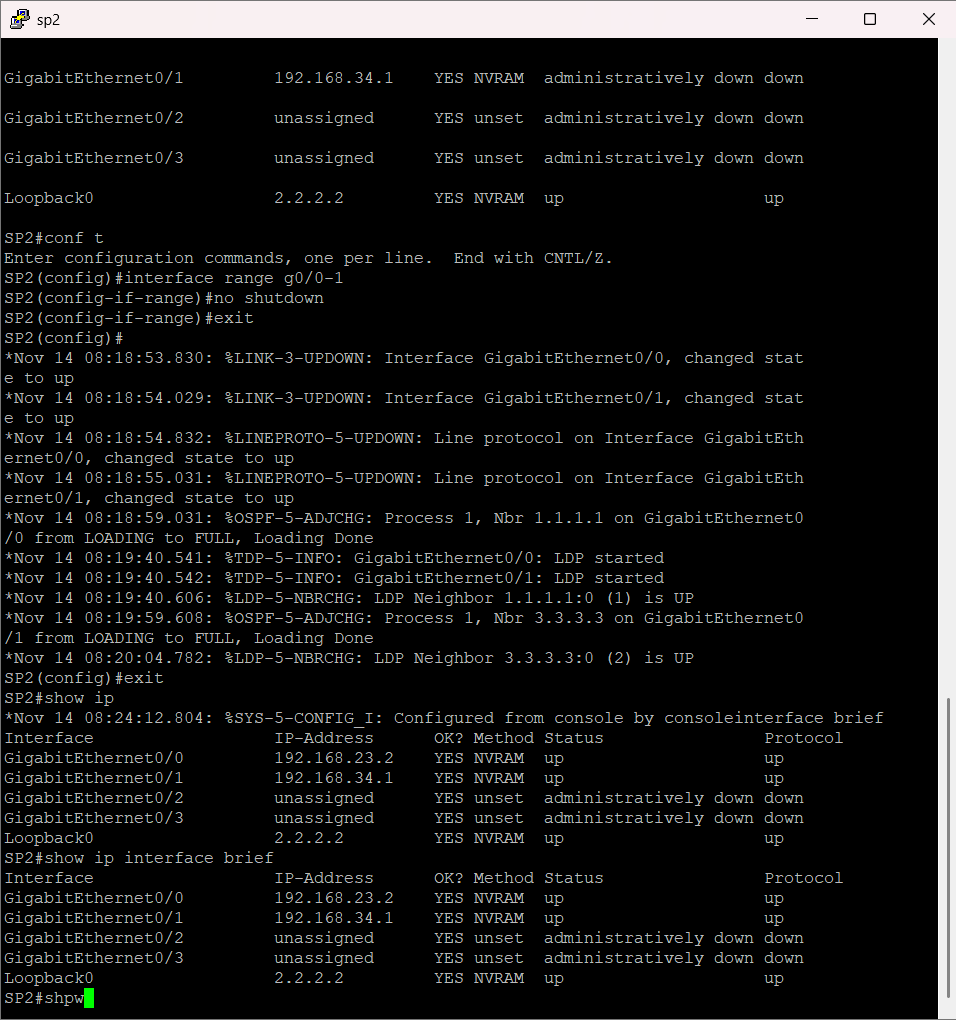 sp2
GigabitEthernet0/1 192.168.34.1 YES NVRAM administratively down down
GigabitEthernet0/2 unassigned YES unset administratively down down
GigabitEthernet0/3 unassigned YES unset administratively down down
Loopback0 2.2.2.2 YES NVRAM up up
SP2#conf t
Enter configuration commands, one per line. End with CNTL/Z.
SP2(config)#interface range g0/0-1
SP2(config-if-range)#no shutdown
SP2(config-if-range)#exit
SP2(config)#
*Nov 14 08:18:53.830: %LINK-3-UPDOWN: Interface GigabitEthernet0/0, changed stat
e to up
*Nov 14 08:18:54.029: %LINK-3-UPDOWN: Interface GigabitEthernet0/1, changed stat
e to up
*Nov 14 08:18:54.832: %LINEPROTO-5-UPDOWN: Line protocol on Interface GigabitEth
ernet0/0, changed state to up
*Nov 14 08:18:55.031: %LINEPROTO-5-UPDOWN: Line protocol on Interface GigabitEth
ernet0/1, changed state to up
*Nov 14 08:18:59.031: %OSPF-5-ADJCHG: Process 1, Nbr 1.1.1.1 on GigabitEthernet0
/0 from LOADING to FULL, Loading Done
*Nov 14 08:19:40.541: %TDP-5-INFO: GigabitEthernet0/0: LDP started
*Nov 14 08:19:40.542: %TDP-5-INFO: GigabitEthernet0/1: LDP started
*Nov 14 08:19:40.606: %LDP-5-NBRCHG: LDP Neighbor 1.1.1.1:0 (1) is UP
*Nov 14 08:19:59.608: %OSPF-5-ADJCHG: Process 1, Nbr 3.3.3.3 on GigabitEthernet0
/1 from LOADING to FULL, Loading Done
*Nov 14 08:20:04.782: %LDP-5-NBRCHG: LDP Neighbor 3.3.3.3:0 (2) is UP
SP2(config)#exit
SP2#show ip
*Nov 14 08:24:12.804: %SYS-5-CONFIG_I: Configured from console by consoleinterface brief
Interface IP-Address OK? Method Status Protocol
GigabitEthernet0/0 192.168.23.2 YES NVRAM up up
GigabitEthernet0/1 192.168.34.1 YES NVRAM up up
GigabitEthernet0/2 unassigned YES unset administratively down down
GigabitEthernet0/3 unassigned YES unset administratively down down
Loopback0 2.2.2.2 YES NVRAM up up
SP2#show ip interface brief
Interface IP-Address OK? Method Status Protocol
GigabitEthernet0/0 192.168.23.2 YES NVRAM up up
GigabitEthernet0/1 192.168.34.1 YES NVRAM up up
GigabitEthernet0/2 unassigned YES unset administratively down down
GigabitEthernet0/3 unassigned YES unset administratively down down
Loopback0 2.2.2.2 YES NVRAM up up
SP2#shpw